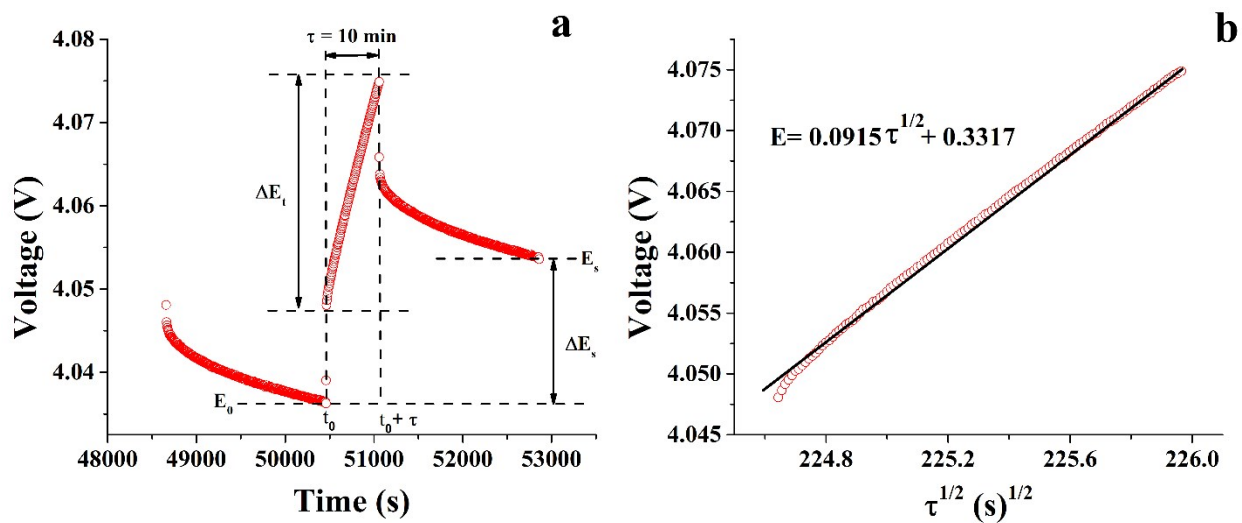 a
τ = 10 min
4.08
4.07
4.06
4.05
4.04
Voltage (V)
ΔEₜ
Eₛ
ΔEₛ
E₀
t₀
t₀+ τ
48000 49000 50000 51000 52000 53000
Time (s)
b
4.075
4.070
4.065
4.060
4.055
4.050
4.045
Voltage (V)
E= 0.0915 τ^1/2 + 0.3317
224.8 225.2 225.6 226.0
τ^1/2 (s)^1/2